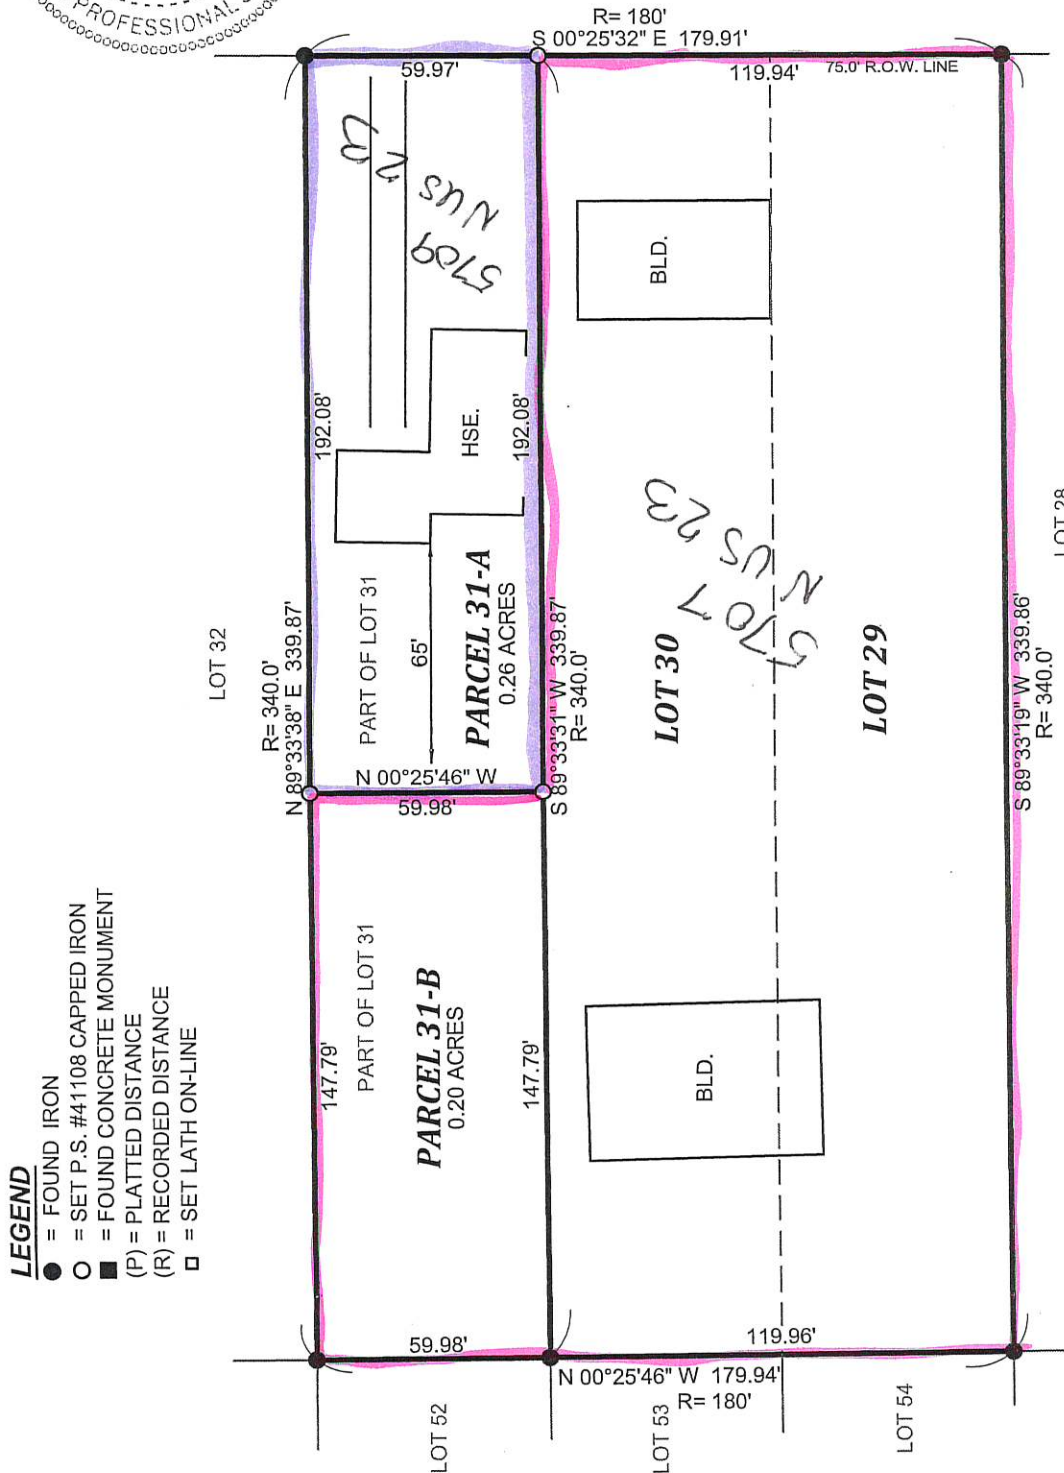 PROFESSIONAL
R= 180'
S 00°25'32" E 179.91'
59.97'
119.94'
75.0' R.O.W. LINE
5709
N US 23
BLD.
192.08'
HSE.
192.08'
LOT 32
R= 340.0'
N 89°33'38" E 339.87'
PART OF LOT 31
65'
PARCEL 31-A
0.26 ACRES
S 89°33'31" W 339.87'
R= 340.0'
N 00°25'46" W
59.98'
5707
N US 23
LOT 30
LOT 29
LOT 28
S 89°33'19" W 339.86'
R= 340.0'
LEGEND
● = FOUND IRON
○ = SET P.S. #41108 CAPPED IRON
■ = FOUND CONCRETE MONUMENT
(P) = PLATTED DISTANCE
(R) = RECORDED DISTANCE
□ = SET LATH ON-LINE
147.79'
PART OF LOT 31
PARCEL 31-B
0.20 ACRES
147.79'
BLD.
59.98'
119.96'
N 00°25'46" W 179.94'
R= 180'
LOT 52
LOT 53
LOT 54